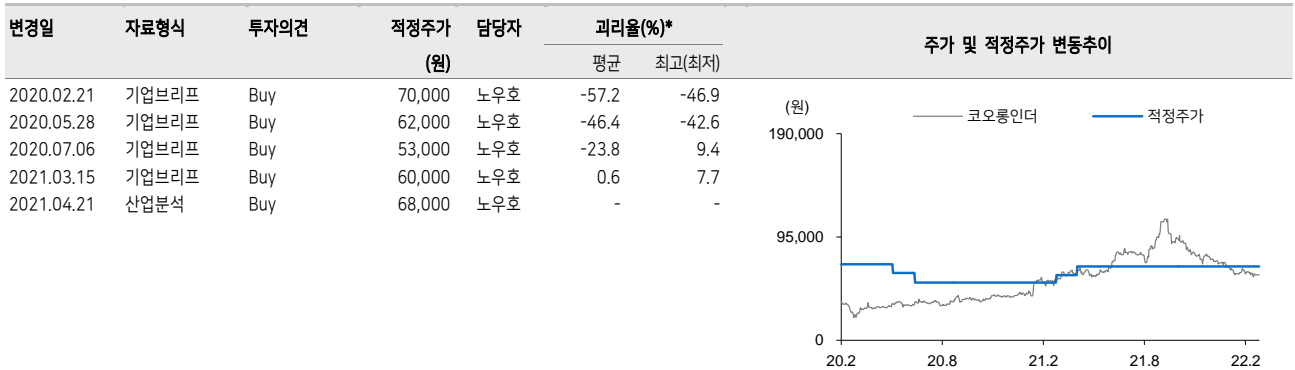 변경일 자료형식 투자의견 적정주가 담당자 괴리율(%)* 주가 및 적정주가 변동추이
(원) 평균 최고(최저)
2020.02.21 기업브리프 Buy 70,000 노우호 -57.2 -46.9
2020.05.28 기업브리프 Buy 62,000 노우호 -46.4 -42.6
2020.07.06 기업브리프 Buy 53,000 노우호 -23.8 9.4
2021.03.15 기업브리프 Buy 60,000 노우호 0.6 7.7
2021.04.21 산업분석 Buy 68,000 노우호 - -
(원)
코오롱인더 적정주가
190,000
95,000
0
20.2 20.8 21.2 21.8 22.2